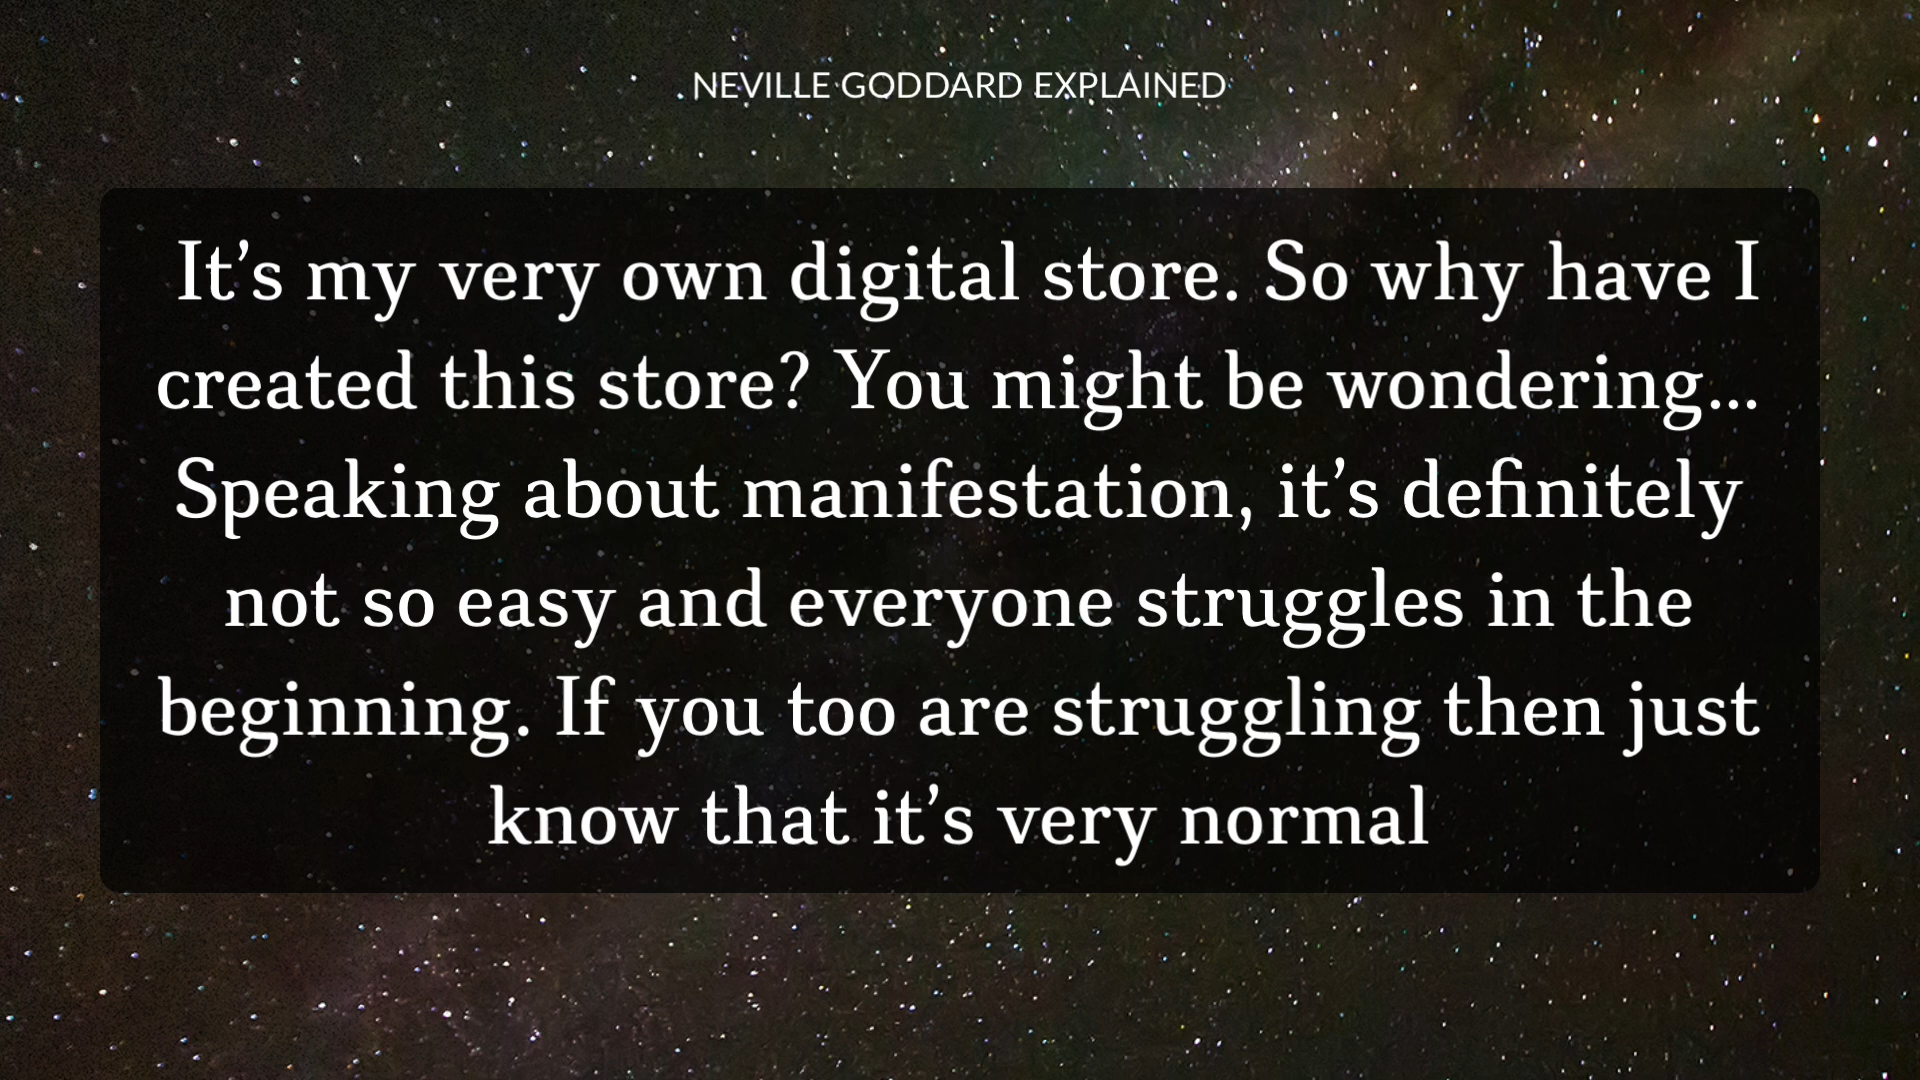 NEVILLE GODDARD EXPLAINED
It’s my very own digital store. So why have I
created this store? You might be wondering...
Speaking about manifestation, it’s definitely
not so easy and everyone struggles in the
beginning. If you too are struggling then just
know that it’s very normal